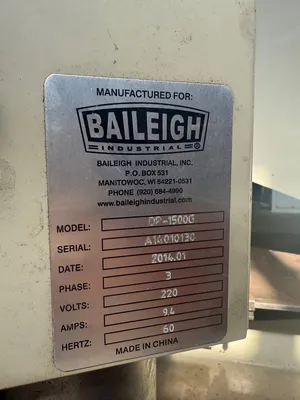 MANUFACTURED FOR:
BAILEIGH
INDUSTRIAL ®
BAILEIGH INDUSTRIAL, INC.
P.O. BOX 531
MANITOWOC, WI 54221-0531
PHONE (920) 684-4990
www.baileighindustrial.com
MODEL: DP-1500G
SERIAL: A14010130
DATE: 2014.01
PHASE: 3
VOLTS: 220
AMPS: 9.4
HERTZ: 60
MADE IN CHINA